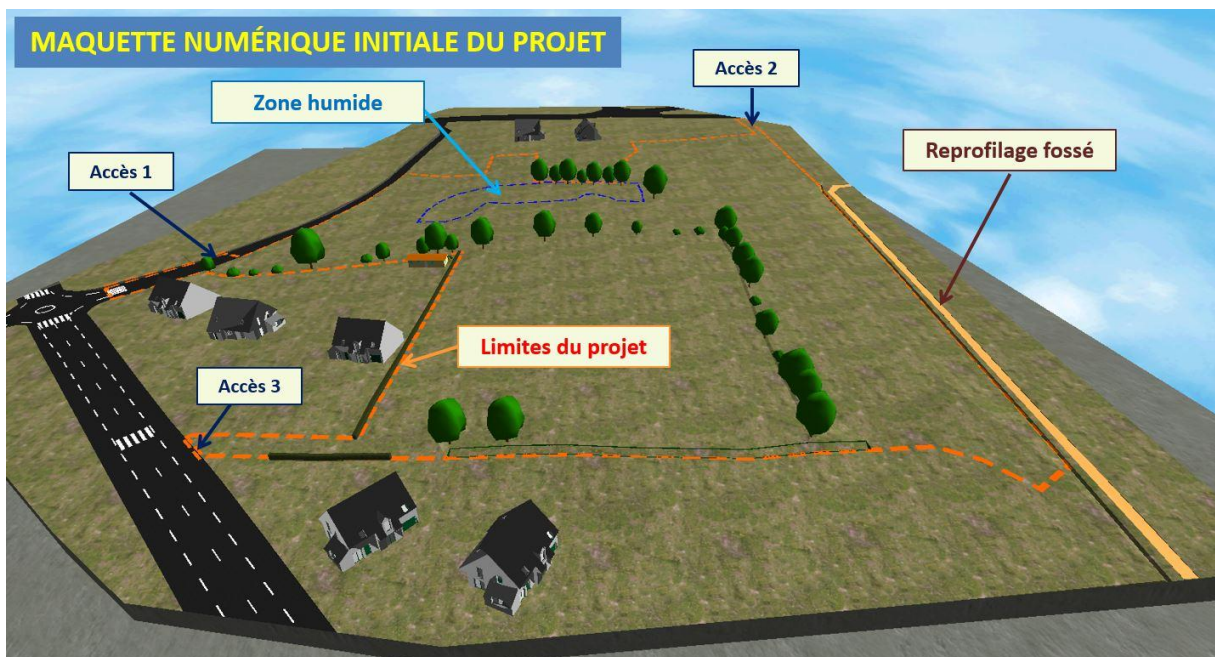 MAQUETTE NUMÉRIQUE INITIALE DU PROJET
Accès 2
Zone humide
Reprofilage fossé
Accès 1
Limites du projet
Accès 3